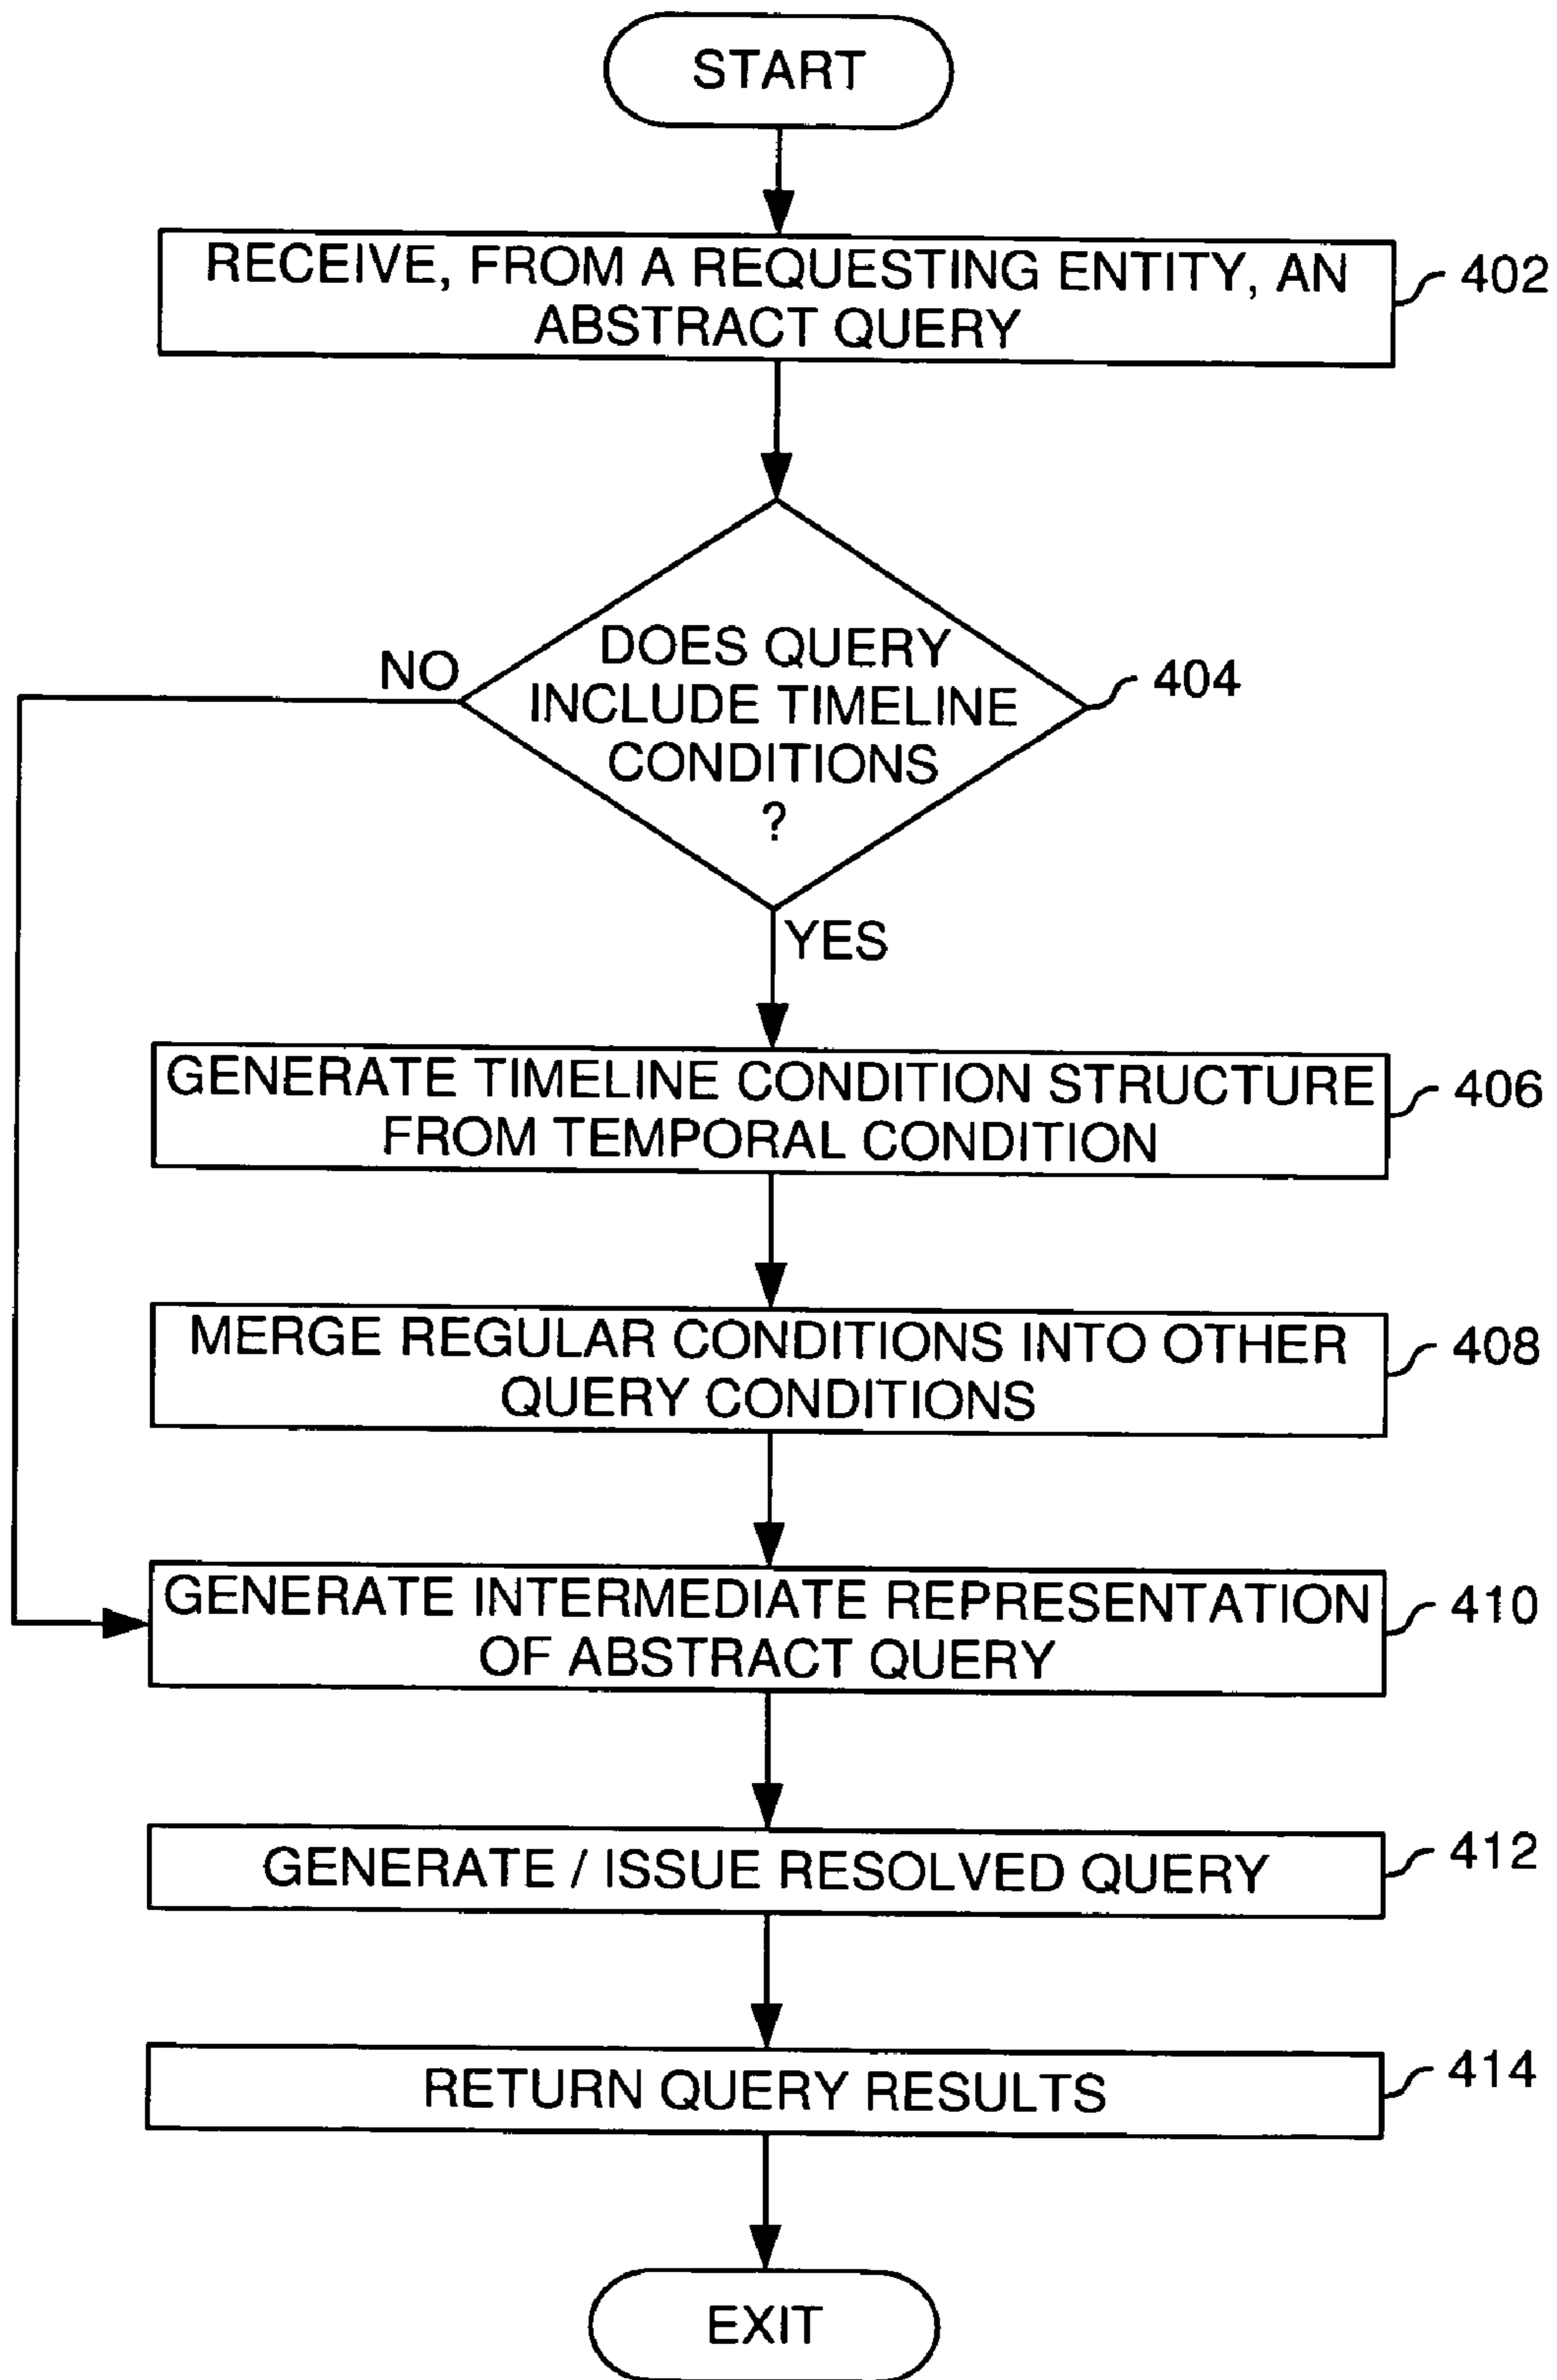 START
RECEIVE, FROM A REQUESTING ENTITY, AN
ABSTRACT QUERY
402
DOES QUERY
INCLUDE TIMELINE
CONDITIONS
?
404
NO
YES
GENERATE TIMELINE CONDITION STRUCTURE
FROM TEMPORAL CONDITION
406
MERGE REGULAR CONDITIONS INTO OTHER
QUERY CONDITIONS
408
GENERATE INTERMEDIATE REPRESENTATION
OF ABSTRACT QUERY
410
GENERATE / ISSUE RESOLVED QUERY
412
RETURN QUERY RESULTS
414
EXIT